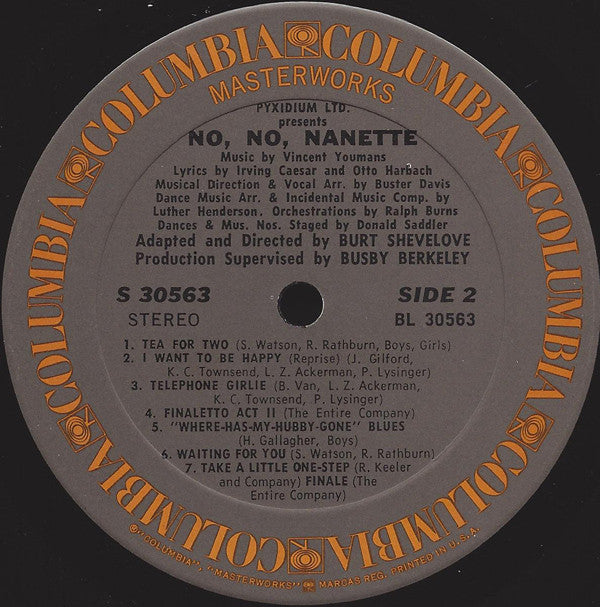 COLUMBIA COLUMBIA COLUMBIA COLUMBIA COLUMBIA COLUMBIA COLUMBIA
MASTERWORKS
PYXIDIUM LTD.
presents
NO, NO, NANETTE
Music by Vincent Youmans
Lyrics by Irving Caesar and Otto Harbach
Musical Direction & Vocal Arr. by Buster Davis
Dance Music Arr. & Incidental Music Comp. by
Luther Henderson. Orchestrations by Ralph Burns
Dances & Mus. Nos. Staged by Donald Saddler
Adapted and Directed by BURT SHEVELOVE
Production Supervised by BUSBY BERKELEY
S 30563 SIDE 2
STEREO BL 30563
1. TEA FOR TWO (S. Watson, R. Rathburn, Boys, Girls)
2. I WANT TO BE HAPPY (Reprise) (J. Gilford,
K. C. Townsend, L. Z. Ackerman, P. Lysinger)
3. TELEPHONE GIRLIE (B. Van, L. Z. Ackerman,
K. C. Townsend, P. Lysinger)
4. FINALETTO ACT II (The Entire Company)
5. "WHERE-HAS-MY-HUBBY-GONE" BLUES
(H. Gallagher, Boys)
6. WAITING FOR YOU (S. Watson, R. Rathburn)
7. TAKE A LITTLE ONE-STEP (R. Keeler
and Company) FINALE (The
Entire Company)
"COLUMBIA", "MASTERWORKS" MARCAS REG. PRINTED IN U.S.A.